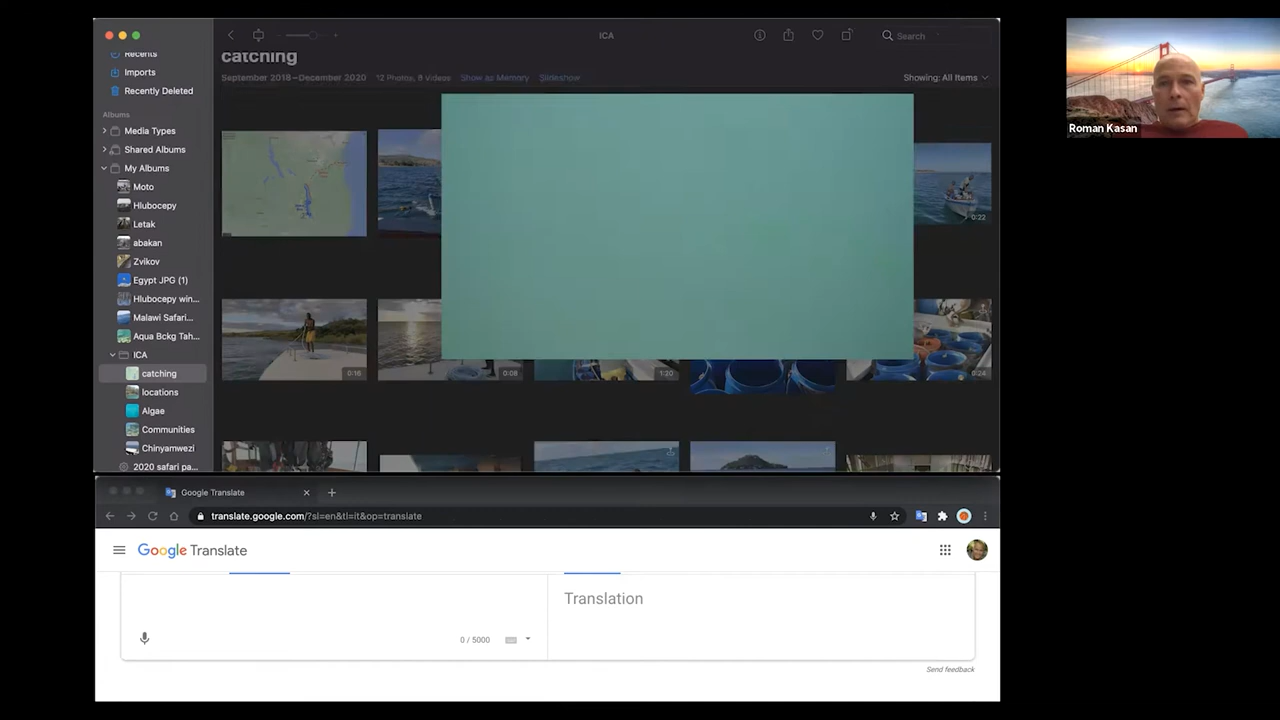 Recents
Imports
Recently Deleted
Albums
Media Types
Shared Albums
My Albums
Moto
Hlubocepy
Letak
abakan
Zvikov
Egypt JPG (1)
Hlubocepy win...
Malawi Safari...
Aqua Bckg Tah...
ICA
catching
locations
Algae
Communities
Chinyamwezi
2020 safari pa...
ICA
Search
catching
September 2018–December 2020 12 Photos, 8 Videos Show as Memory Slideshow
Showing: All Items
0:22
0:16
0:08
1:20
0:24
Roman Kasan
Google Translate
translate.google.com/?sl=en&tl=it&op=translate
Google Translate
Translation
0 / 5000
Send feedback